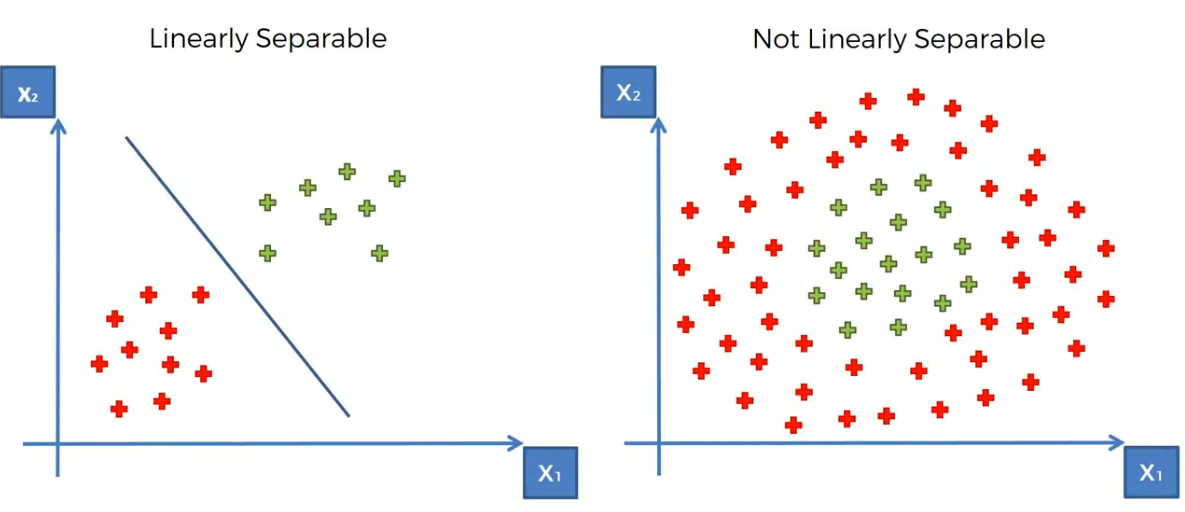 Linearly Separable
X₂
X₁
Not Linearly Separable
X₂
X₁